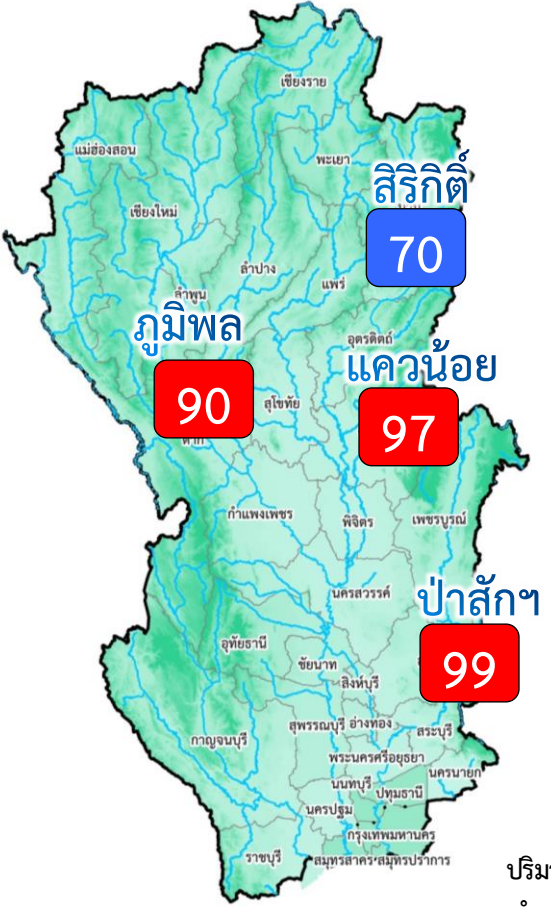 เชียงราย
แม่ฮ่องสอน
พะเยา
สิริกิติ์
เชียงใหม่
70
ลำปาง
แพร่
ลำพูน
ภูมิพล
อุตรดิตถ์
แควน้อย
90
สุโขทัย
97
ตาก
กำแพงเพชร
พิจิตร
เพชรบูรณ์
นครสวรรค์
ป่าสักฯ
อุทัยธานี
ชัยนาท
99
สิงห์บุรี
สุพรรณบุรี อ่างทอง
สระบุรี
กาญจนบุรี
พระนครศรีอยุธยา
นครนายก
นนทบุรี
ปทุมธานี
นครปฐม
กรุงเทพมหานคร
ราชบุรี
สมุทรสาคร สมุทรปราการ